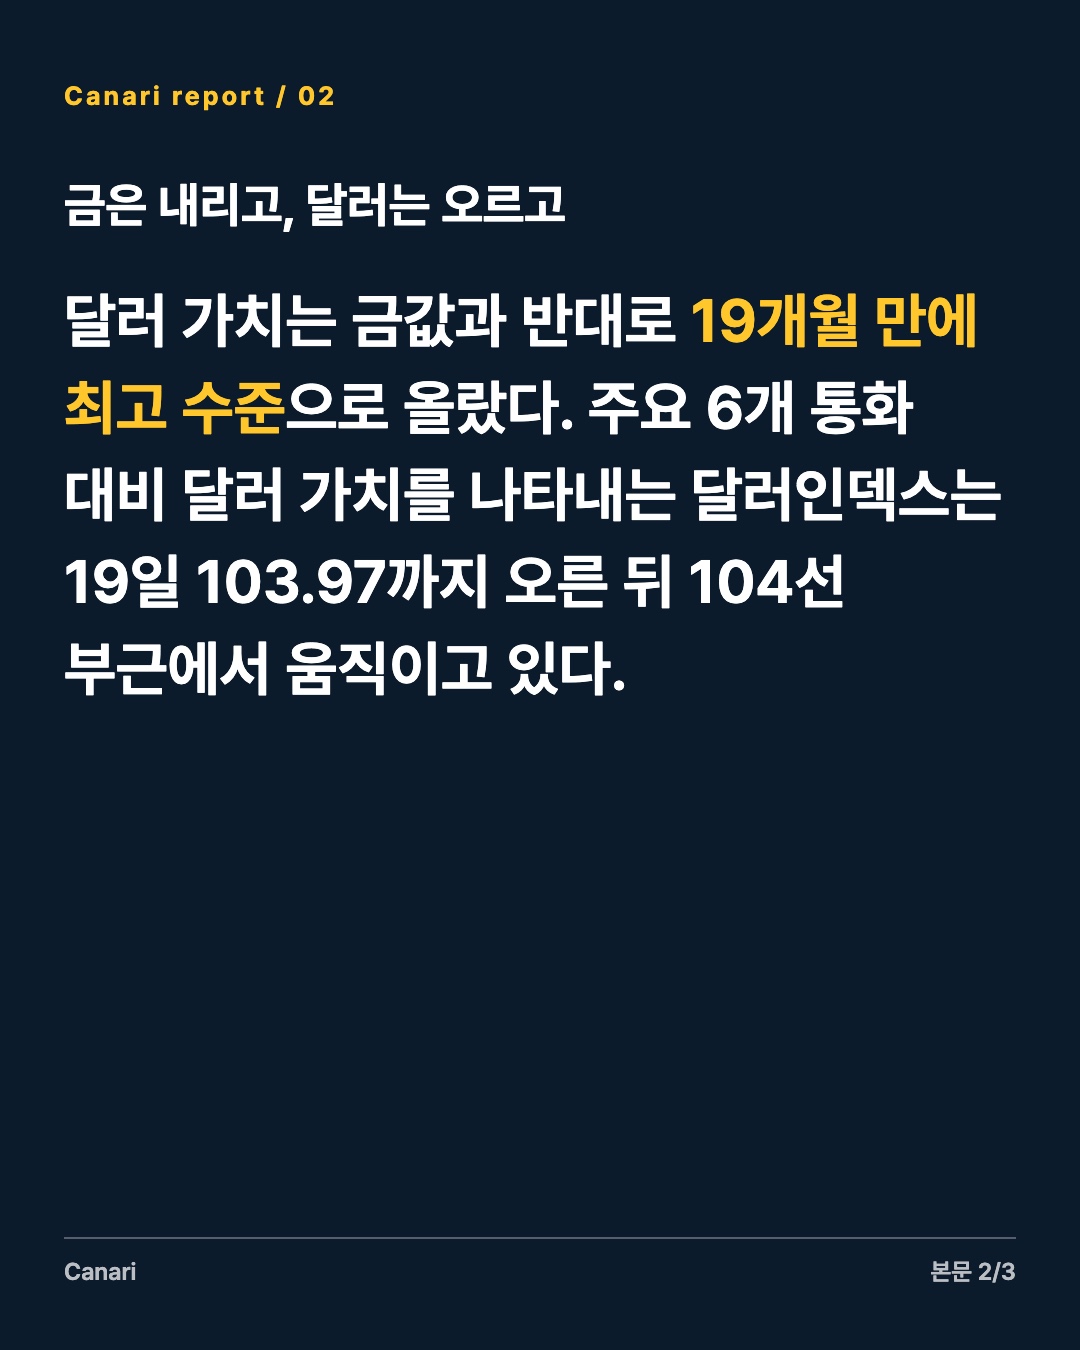 Canari report / 02
금은 내리고, 달러는 오르고
달러 가치는 금값과 반대로 19개월 만에
최고 수준으로 올랐다. 주요 6개 통화
대비 달러 가치를 나타내는 달러인덱스는
19일 103.97까지 오른 뒤 104선
부근에서 움직이고 있다.
Canari
본문 2/3